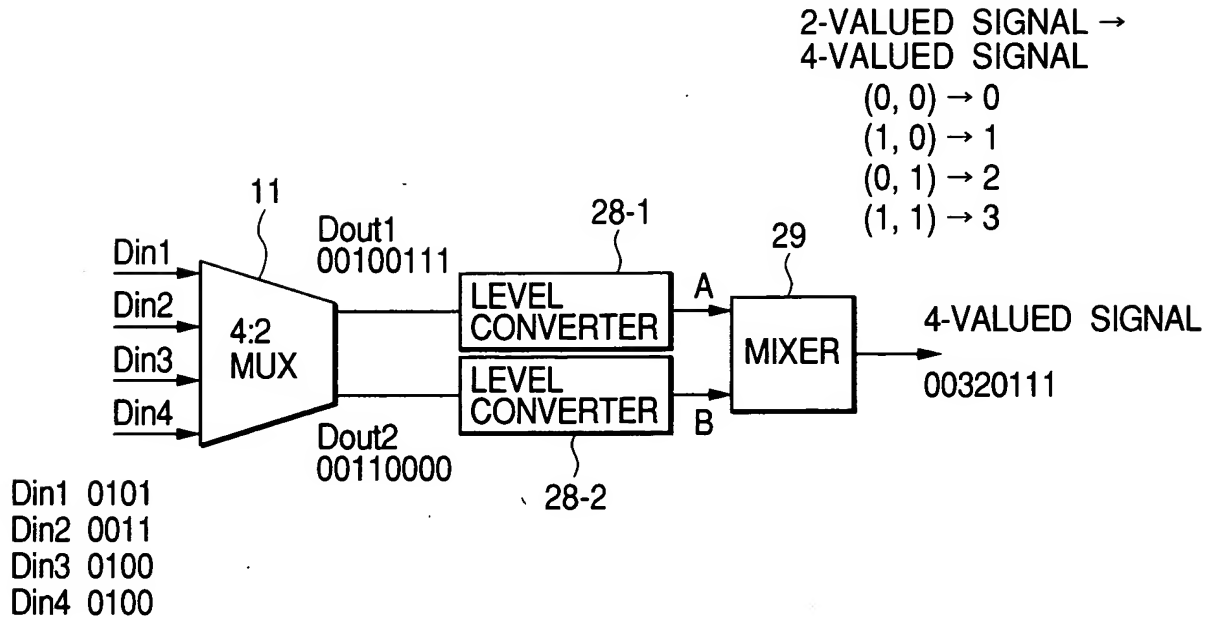 2-VALUED SIGNAL →
4-VALUED SIGNAL
(0, 0) → 0
(1, 0) → 1
(0, 1) → 2
(1, 1) → 3
11
28-1
29
Dout1
00100111
Din1
Din2
Din3
Din4
4:2
MUX
LEVEL
CONVERTER
A
LEVEL
CONVERTER
B
MIXER
4-VALUED SIGNAL
00320111
Dout2
00110000
28-2
Din1 0101
Din2 0011
Din3 0100
Din4 0100